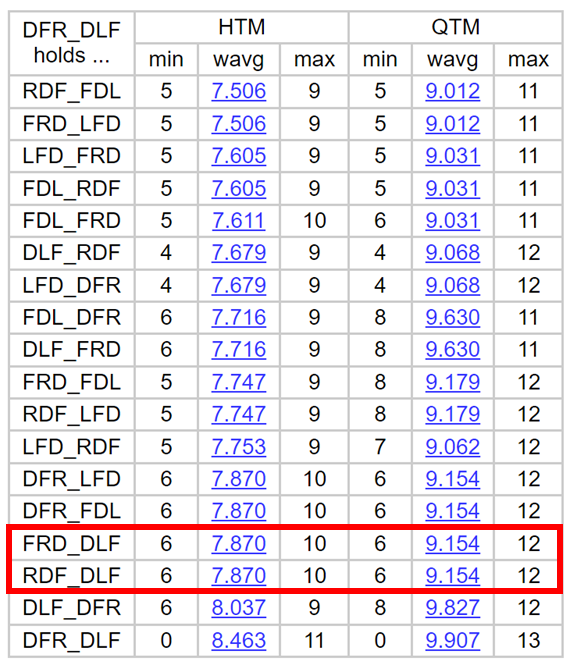 DFR_DLF holds ... HTM QTM
min wavg max min wavg max
RDF_FDL 5 7.506 9 5 9.012 11
FRD_LFD 5 7.506 9 5 9.012 11
LFD_FRD 5 7.605 9 5 9.031 11
FDL_RDF 5 7.605 9 5 9.031 11
FDL_FRD 5 7.611 10 6 9.031 11
DLF_RDF 4 7.679 9 4 9.068 12
LFD_DFR 4 7.679 9 4 9.068 12
FDL_DFR 6 7.716 9 8 9.630 11
DLF_FRD 6 7.716 9 8 9.630 11
FRD_FDL 5 7.747 9 8 9.179 12
RDF_LFD 5 7.747 9 8 9.179 12
LFD_RDF 5 7.753 9 7 9.062 12
DFR_LFD 6 7.870 10 6 9.154 12
DFR_FDL 6 7.870 10 6 9.154 12
FRD_DLF 6 7.870 10 6 9.154 12
RDF_DLF 6 7.870 10 6 9.154 12
DLF_DFR 6 8.037 9 8 9.827 12
DFR_DLF 0 8.463 11 0 9.907 13